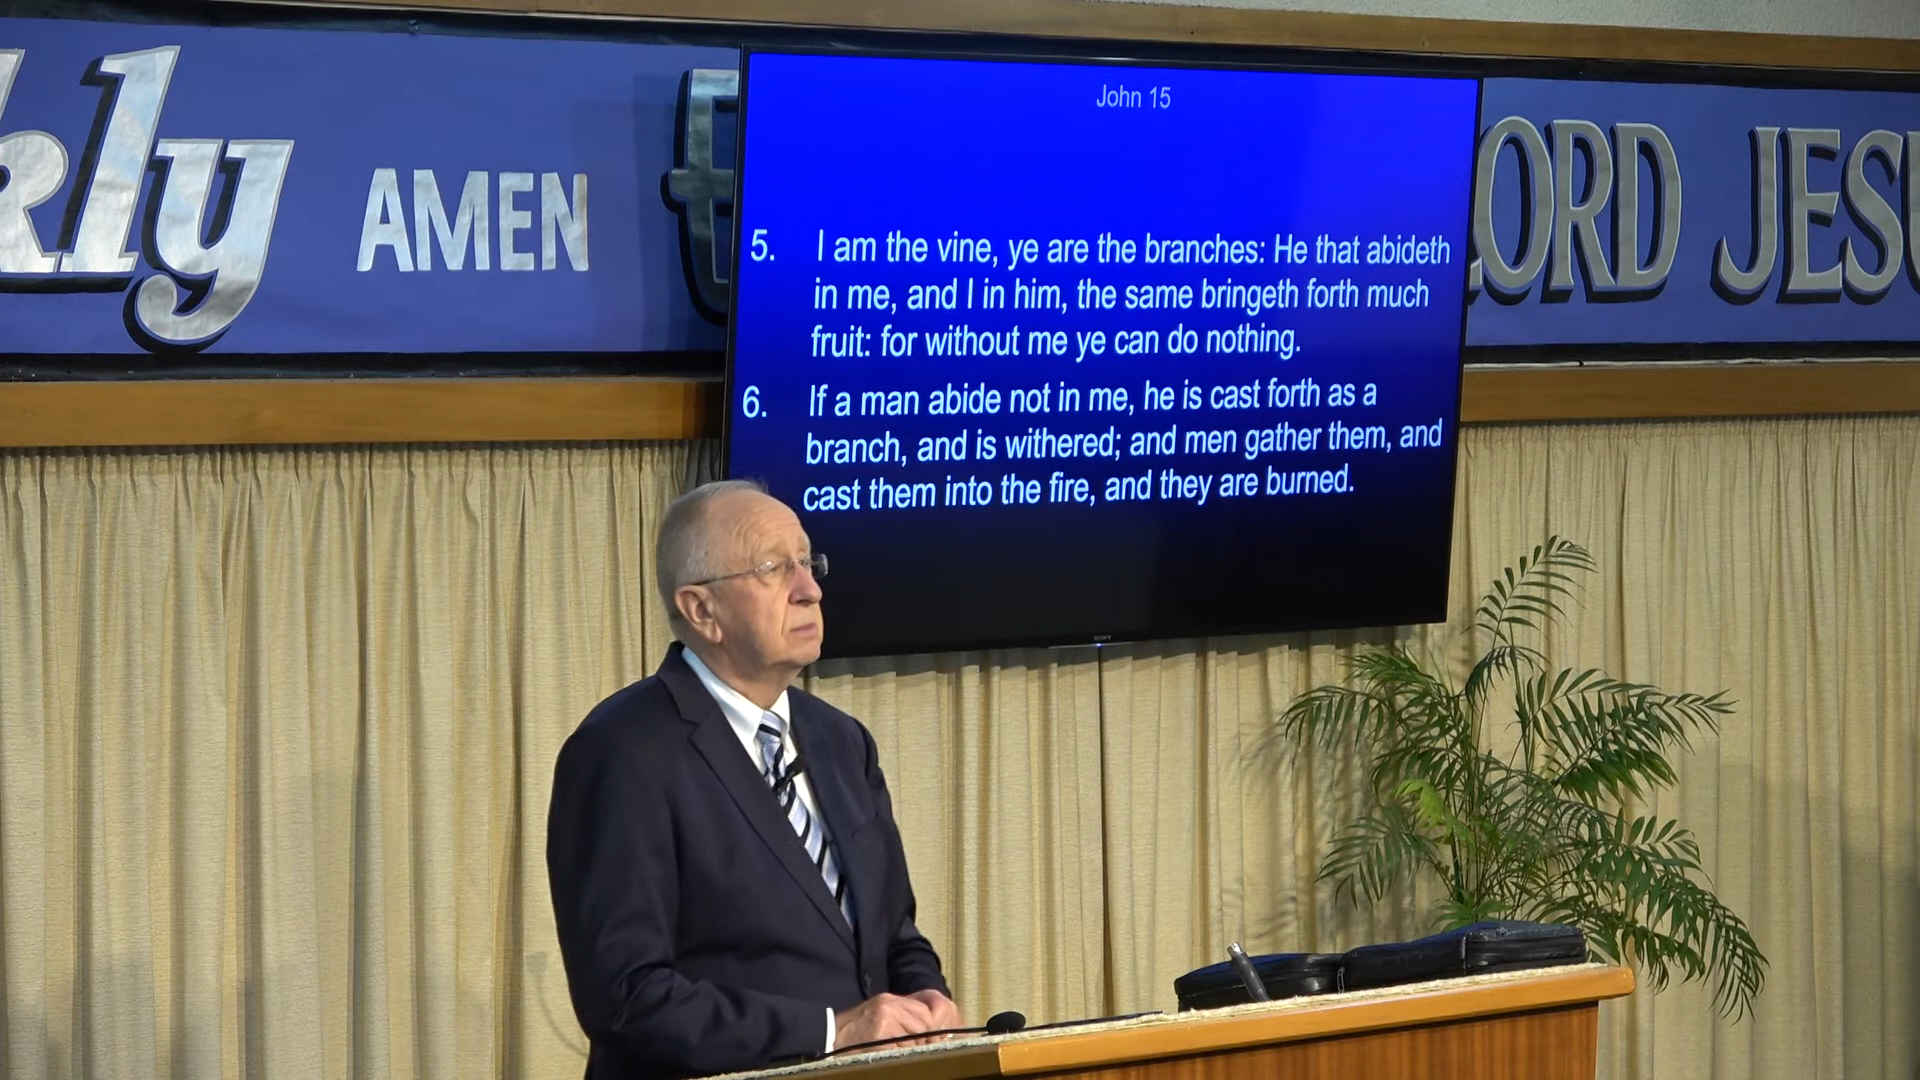 kly AMEN
LORD JESU
John 15
5. I am the vine, ye are the branches: He that abideth
in me, and I in him, the same bringeth forth much
fruit: for without me ye can do nothing.
6. If a man abide not in me, he is cast forth as a
branch, and is withered; and men gather them, and
cast them into the fire, and they are burned.
SONY